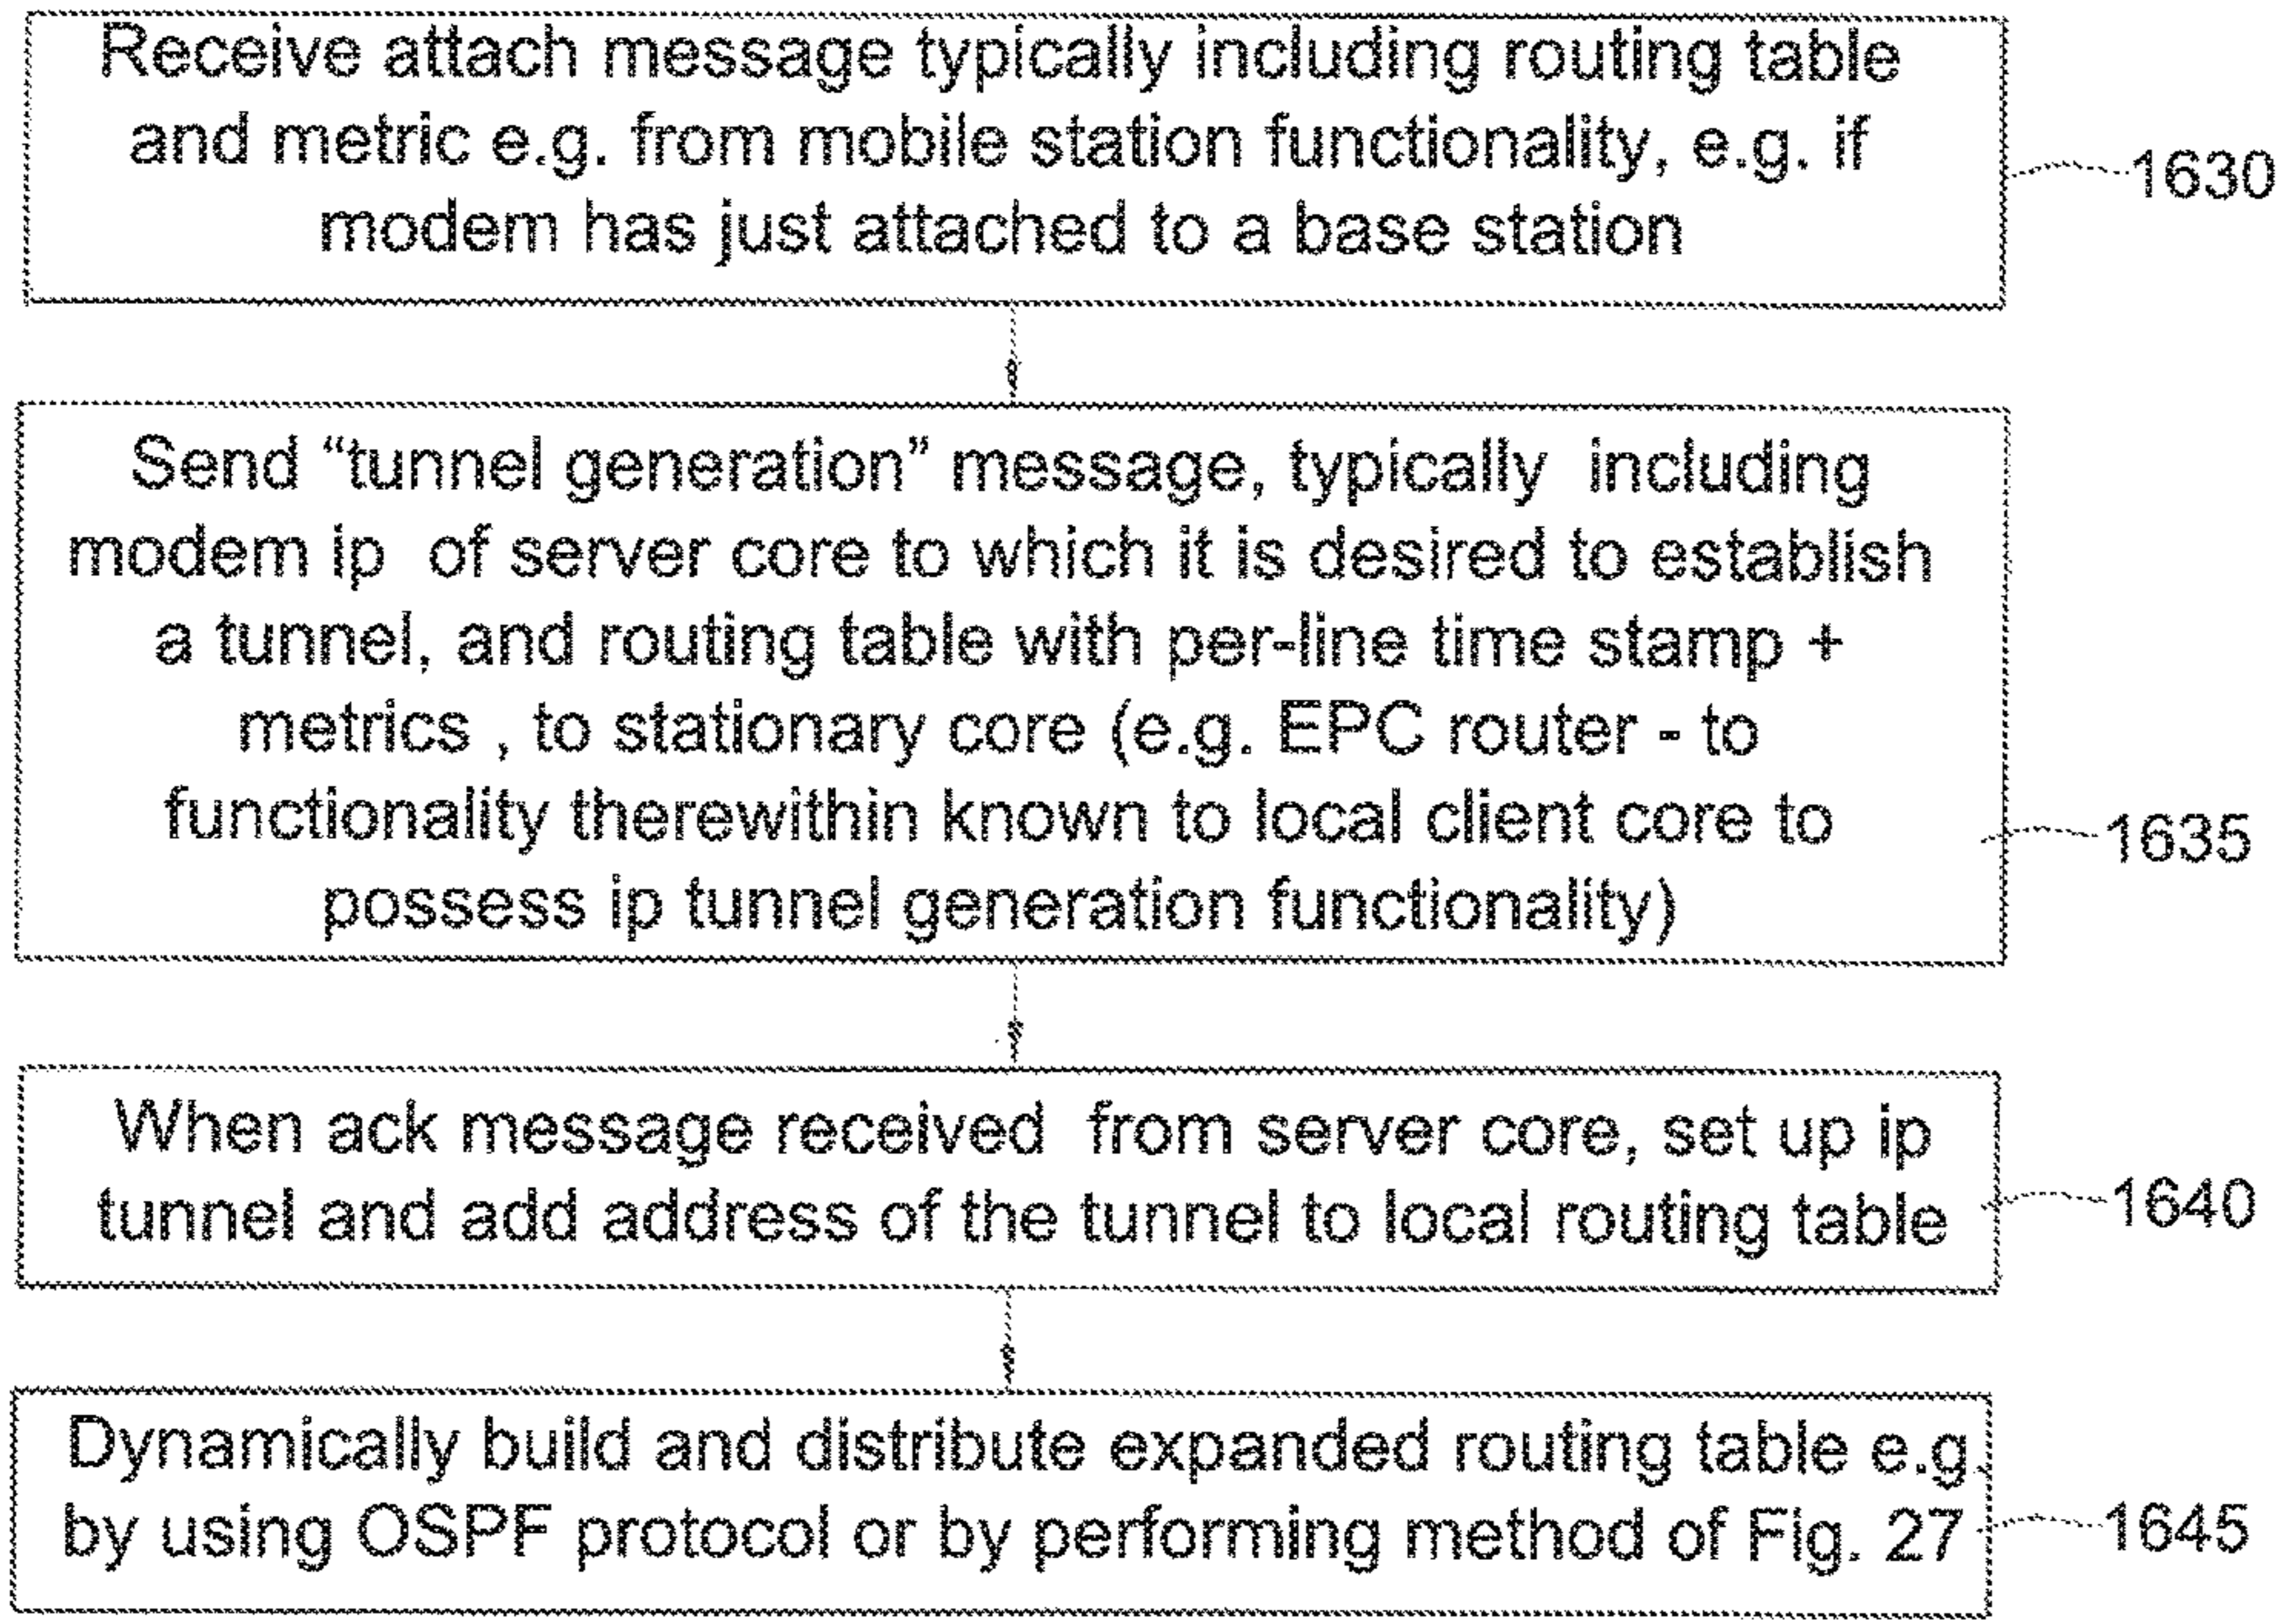 Receive attach message typically including routing table
and metric e.g. from mobile station functionality, e.g. if
modem has just attached to a base station
1630
Send “tunnel generation” message, typically including
modem ip of server core to which it is desired to establish
a tunnel, and routing table with per-line time stamp +
metrics , to stationary core (e.g. EPC router - to
functionality therewithin known to local client core to
possess ip tunnel generation functionality)
1635
When ack message received from server core, set up ip
tunnel and add address of the tunnel to local routing table
1640
Dynamically build and distribute expanded routing table e.g.
by using OSPF protocol or by performing method of Fig. 27
1645